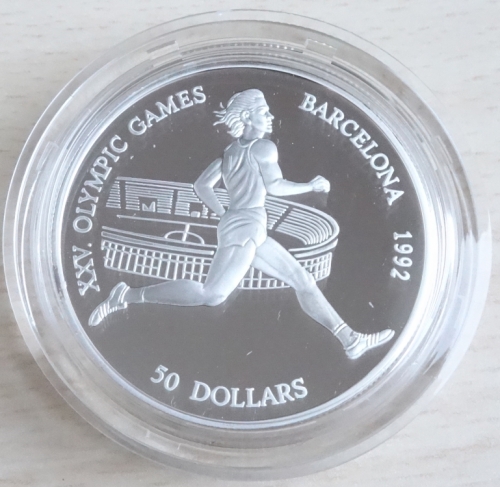 XXV. OLYMPIC GAMES
BARCELONA 1992
50 DOLLARS